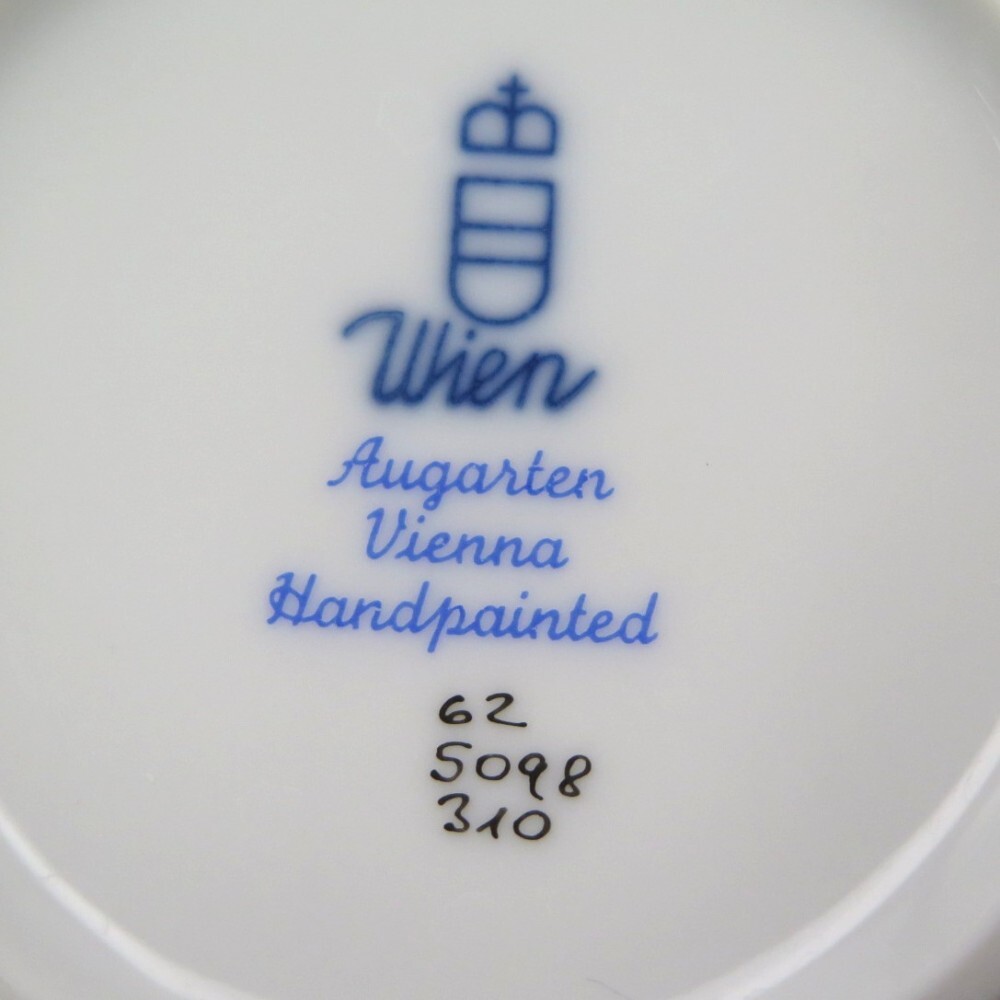 Wien
Augarten
Vienna
Handpainted
62
5098
310